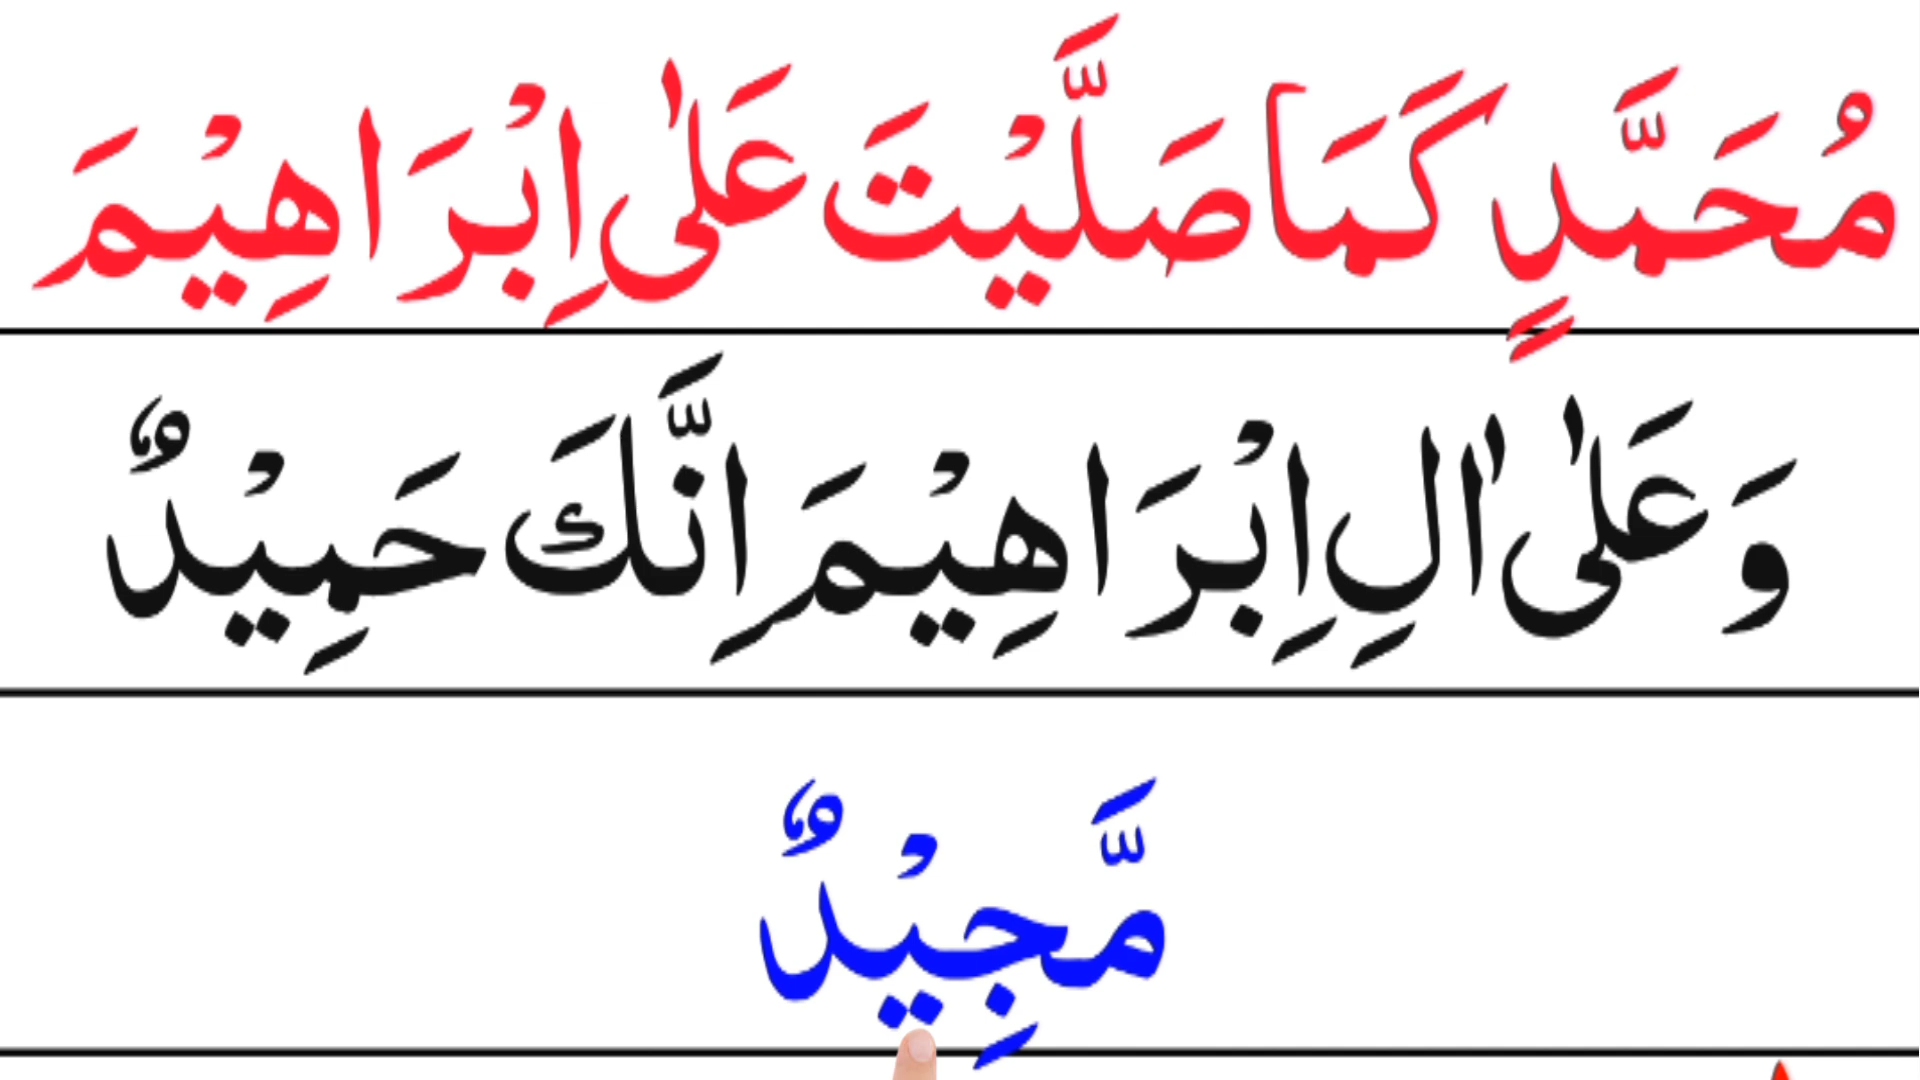 مُحَمَّدٍ كَمَا صَلَّيْتَ عَلٰى اِبْرَاهِيْمَ
وَعَلٰى اٰلِ اِبْرَاهِيْمَ اِنَّكَ حَمِيْدٌ
مَّجِيْدٌ